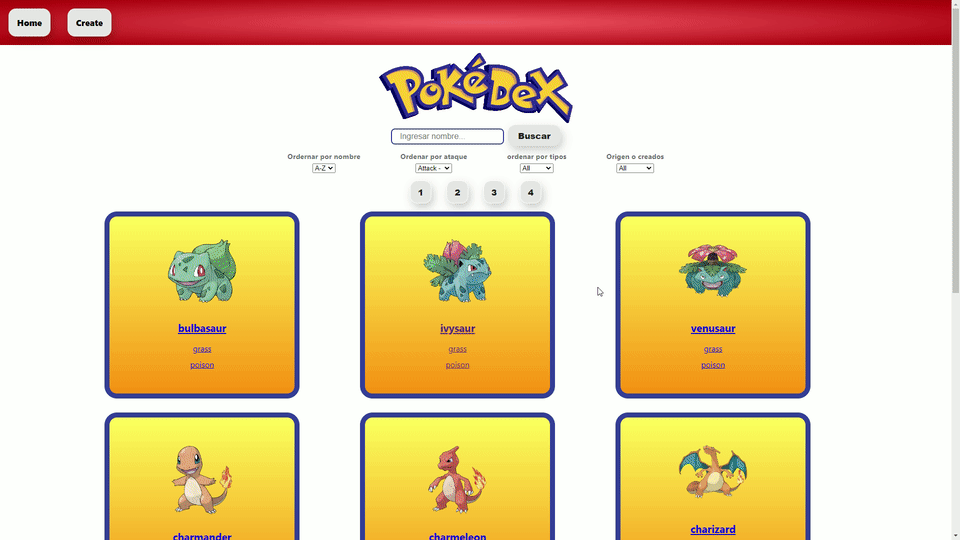 Home Create
POKéDEX
Ingresar nombre... Buscar
Ordernar por nombre Ordenar por ataque ordenar por tipos Origen o creados
A-Z Attack - All All
1 2 3 4
bulbasaur ivysaur venusaur
grass grass grass
poison poison poison
charizard
charmander charmeleon